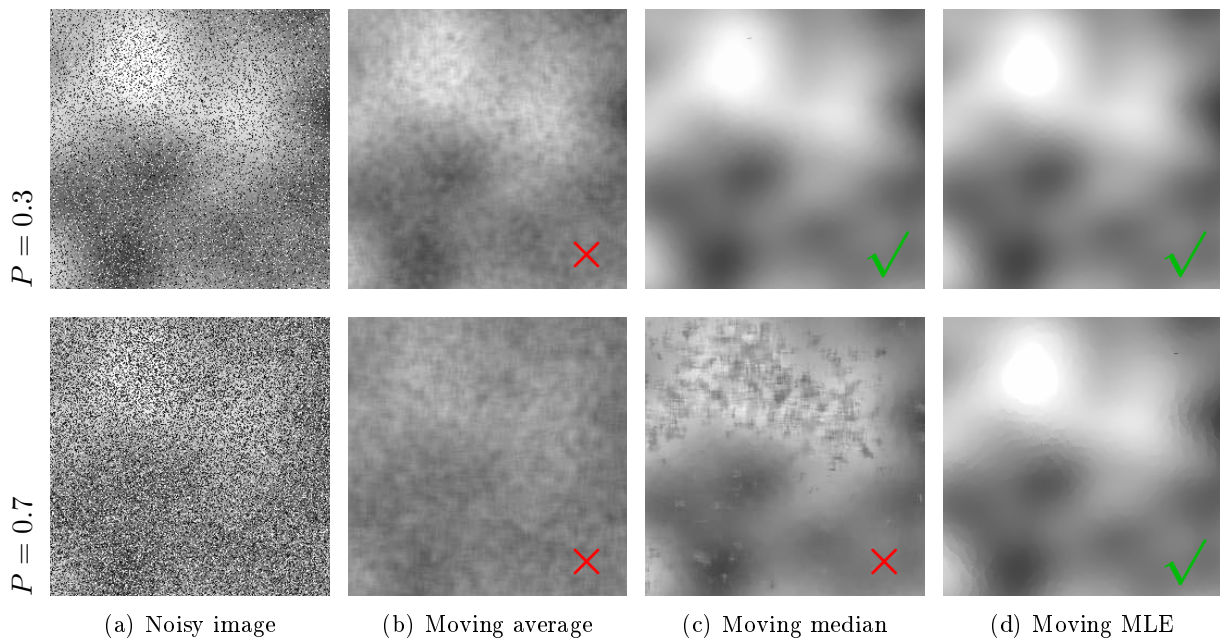 P = 0.3
P = 0.7
(a) Noisy image
(b) Moving average
(c) Moving median
(d) Moving MLE